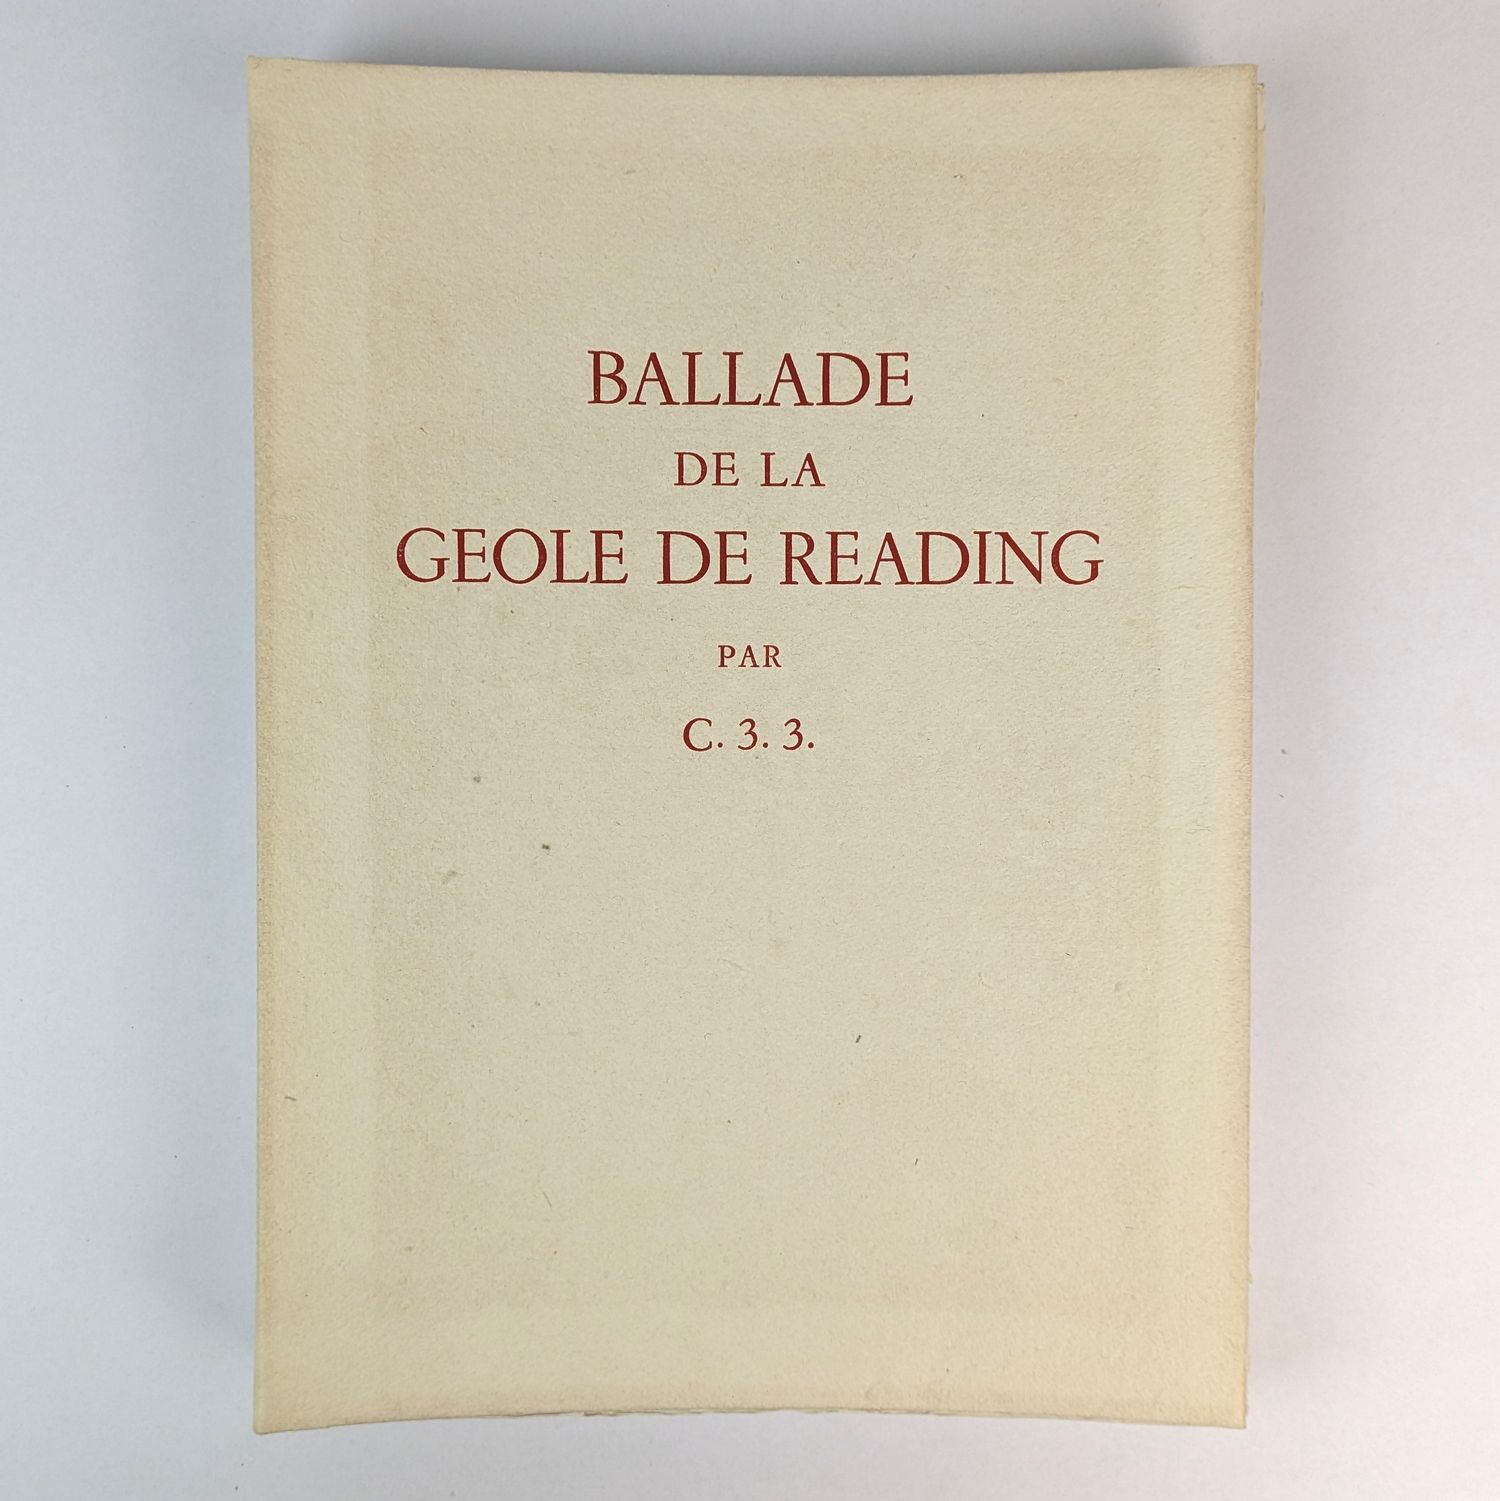 BALLADE
DE LA
GEOLE DE READING
PAR
C. 3. 3.